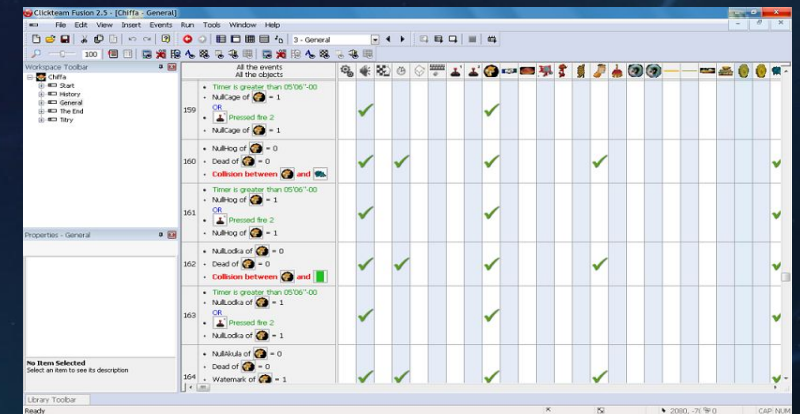 Clickteam Fusion 2.5 - [Chiffa - General]
File Edit View Insert Events Run Tools Window Help
3 - General
100
Workspace Toolbar
Chiffa
Start
History
General
The End
Titry
Properties - General
No Item Selected
Select an item to see its description
Library Toolbar
Ready
All the events
All the objects
159
Timer is greater than 05'06"-00
NullCage of = 1
OR
Pressed fire 2
NullCage of = 1
160
NullHog of = 0
Dead of = 0
Collision between and
161
Timer is greater than 05'06"-00
NullHog of = 1
OR
Pressed fire 2
NullHog of = 1
162
NullLodka of = 0
Dead of = 0
Collision between and
163
Timer is greater than 05'06"-00
NullLodka of = 1
OR
Pressed fire 2
NullLodka of = 1
164
NullAkula of = 0
Dead of = 0
Watermark of = 1
CAP NUM